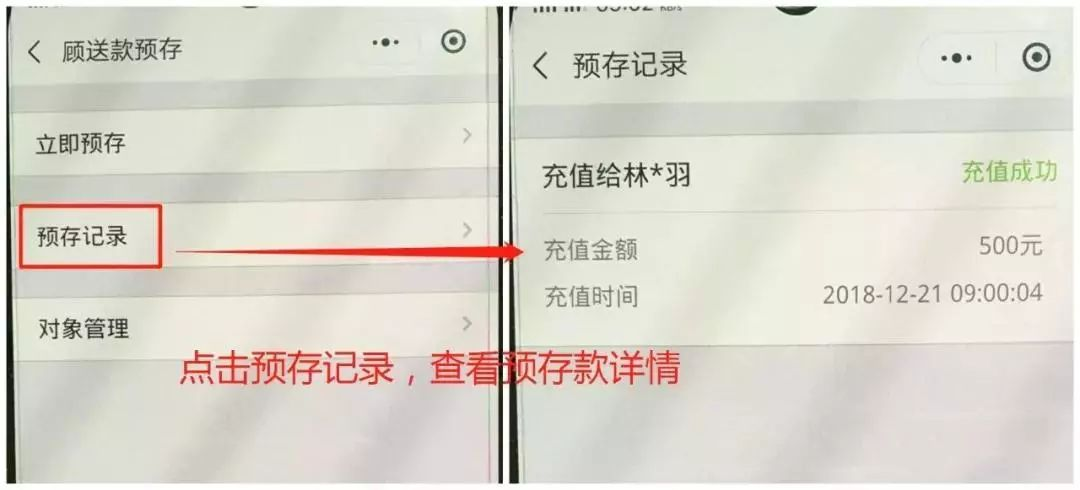 顾送款预存
立即预存
预存记录
对象管理
预存记录
充值给林*羽
充值成功
充值金额
500元
充值时间
2018-12-21 09:00:04
点击预存记录，查看预存款详情